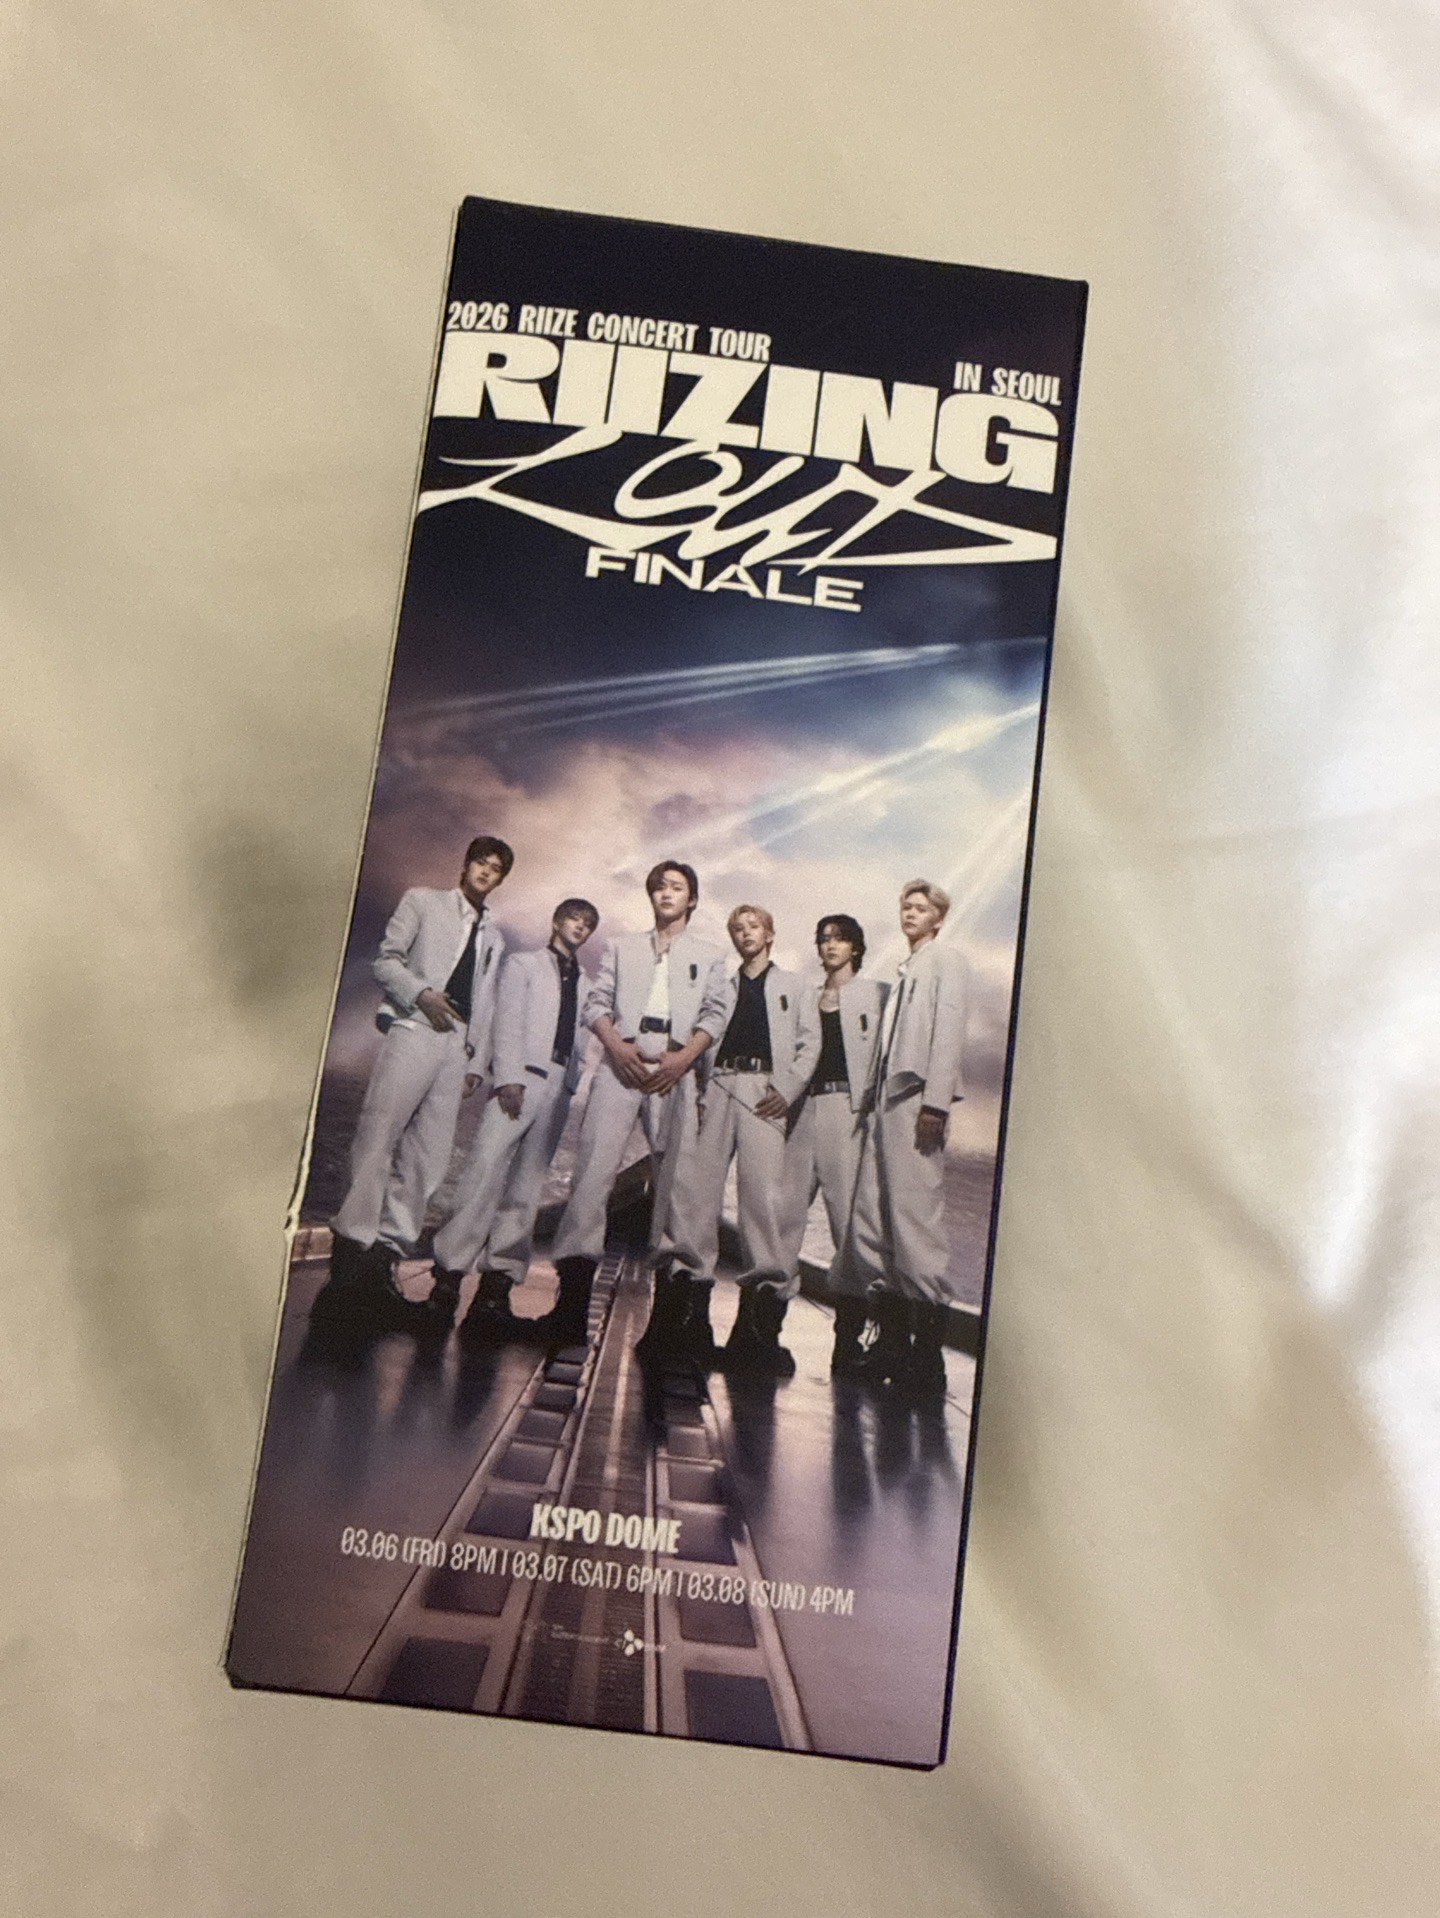 2026 RIIZE CONCERT TOUR
IN SEOUL
RIIZING
LOUD
FINALE
KSPO DOME
03.06 (FRI) 8PM | 03.07 (SAT) 6PM | 03.08 (SUN) 4PM